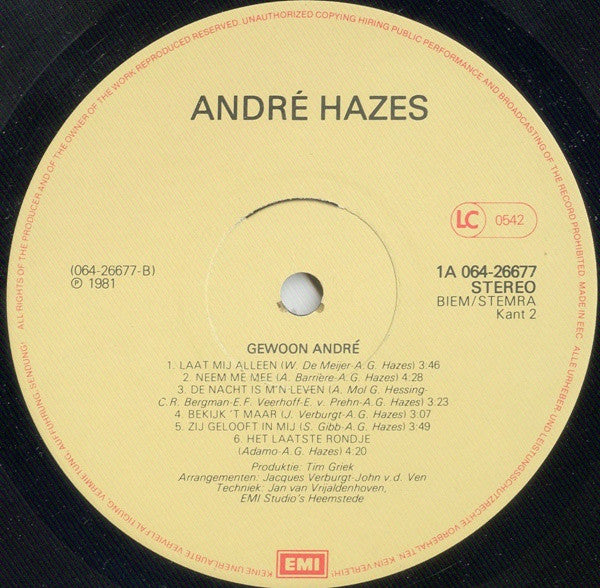 ALL RIGHTS OF THE PRODUCER AND OF THE OWNER OF THE WORK REPRODUCED RESERVED. UNAUTHORIZED COPYING HIRING PUBLIC PERFORMANCE AND BROADCASTING OF THE RECORD PROHIBITED. MADE IN EEC
ANDRÉ HAZES
LC 0542
(064-26677-B)
℗ 1981
1A 064-26677
STEREO
BIEM/STEMRA
Kant 2
GEWOON ANDRÉ
1. LAAT MIJ ALLEEN (W. De Meijer-A.G. Hazes) 3:46
2. NEEM ME MEE (A. Barrière-A.G. Hazes) 4:28
3. DE NACHT IS M'N LEVEN (A. Mol G. Hessing-
C.R. Bergman-E.F. Veerhoff-E. v. Prehn-A.G. Hazes) 3.23
4. BEKIJK 'T MAAR (J. Verburgt-A.G. Hazes) 3:07
5. ZIJ GELOOFT IN MIJ (S. Gibb-A.G. Hazes) 3:49
6. HET LAATSTE RONDJE
(Adamo-A.G. Hazes) 4:20
Produktie: Tim Griek
Arrangementen: Jacques Verburgt-John v.d. Ven
Techniek: Jan van Vrijaldenhoven,
EMI Studio's Heemstede
ALLE URHEBER- UND LEISTUNGSSCHUTZRECHTE VORBEHALTEN. KEIN VERLEIH! KEINE UNERLAUBTE VERVIELFÄLTIGUNG, VERMIETUNG, AUFFÜHRUNG, SENDUNG!
EMI